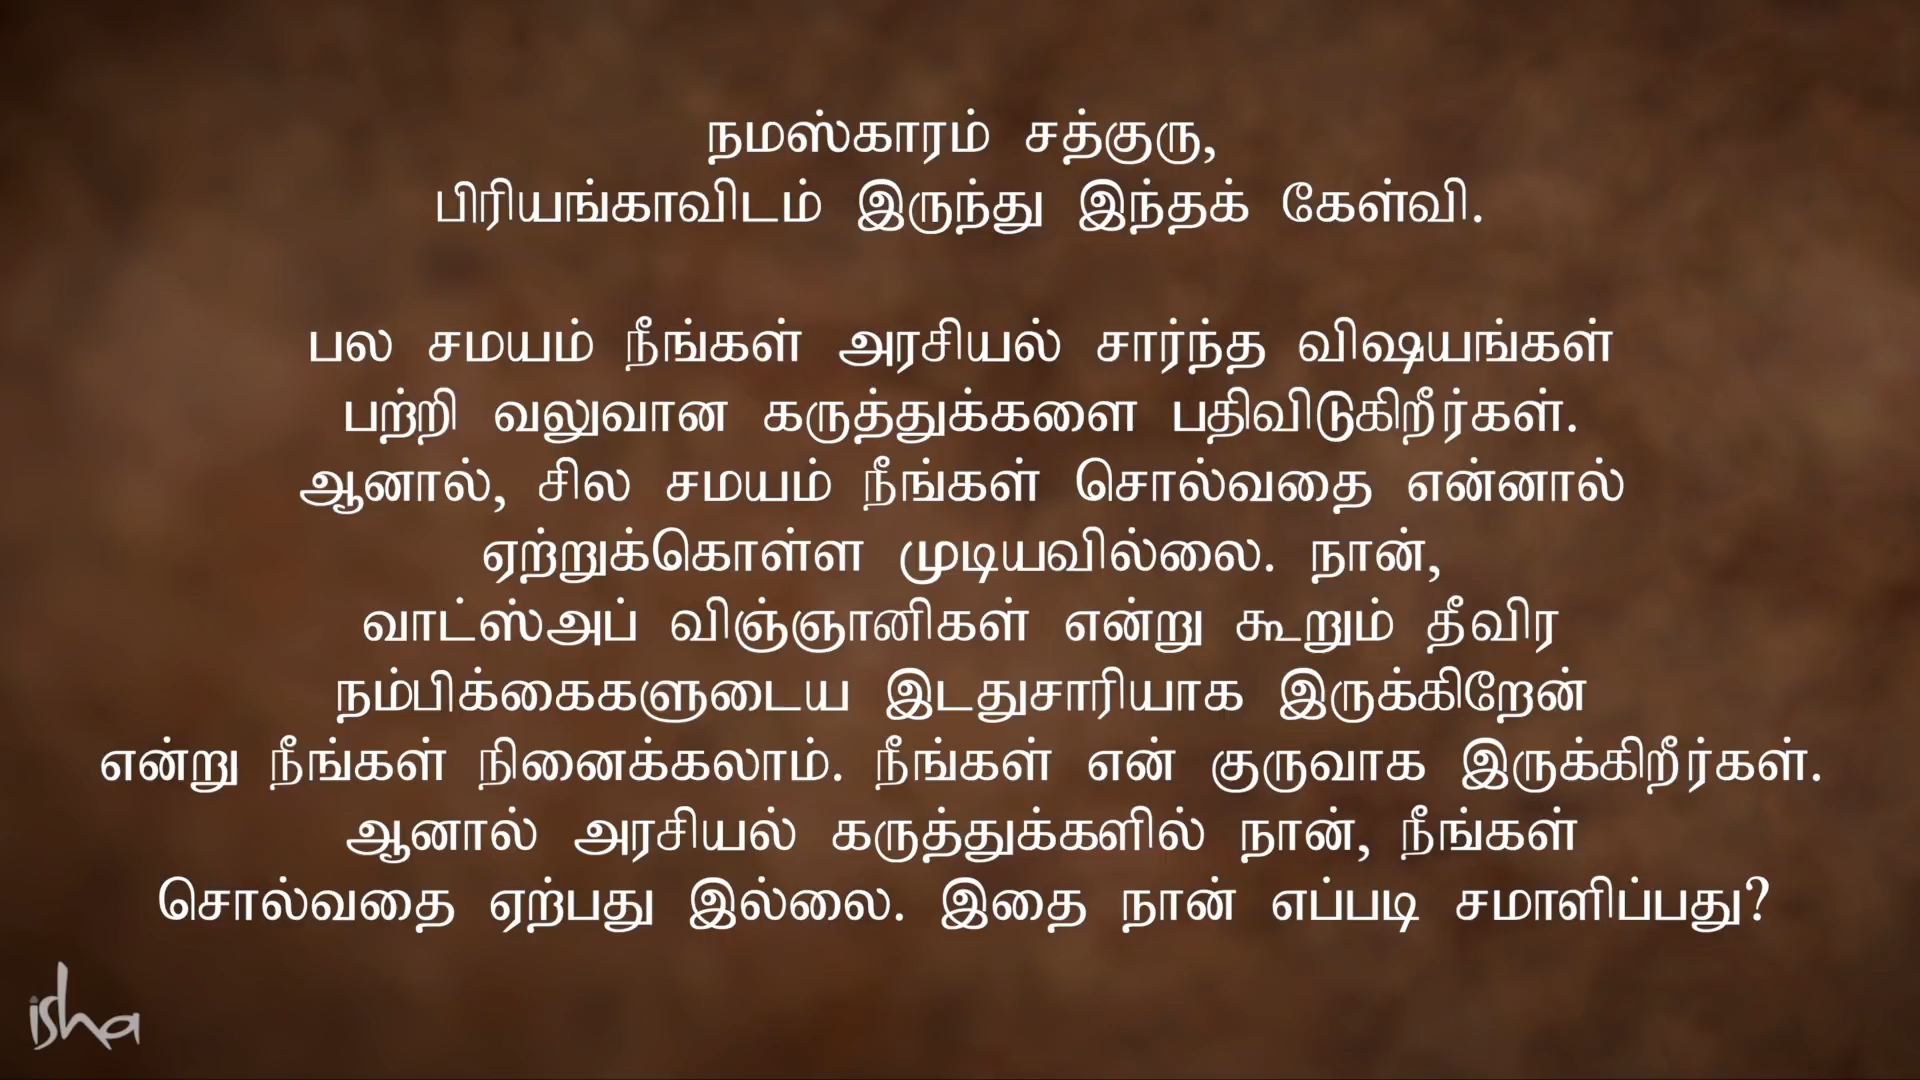 நமஸ்காரம் சத்குரு,
பிரியங்காவிடம் இருந்து இந்தக் கேள்வி.
பல சமயம் நீங்கள் அரசியல் சார்ந்த விஷயங்கள்
பற்றி வலுவான கருத்துக்களை பதிவிடுகிறீர்கள்.
ஆனால், சில சமயம் நீங்கள் சொல்வதை என்னால்
ஏற்றுக்கொள்ள முடியவில்லை. நான்,
வாட்ஸ்அப் விஞ்ஞானிகள் என்று கூறும் தீவிர
நம்பிக்கைகளுடைய இடதுசாரியாக இருக்கிறேன்
என்று நீங்கள் நினைக்கலாம். நீங்கள் என் குருவாக இருக்கிறீர்கள்.
ஆனால் அரசியல் கருத்துக்களில் நான், நீங்கள்
சொல்வதை ஏற்பது இல்லை. இதை நான் எப்படி சமாளிப்பது?
isha